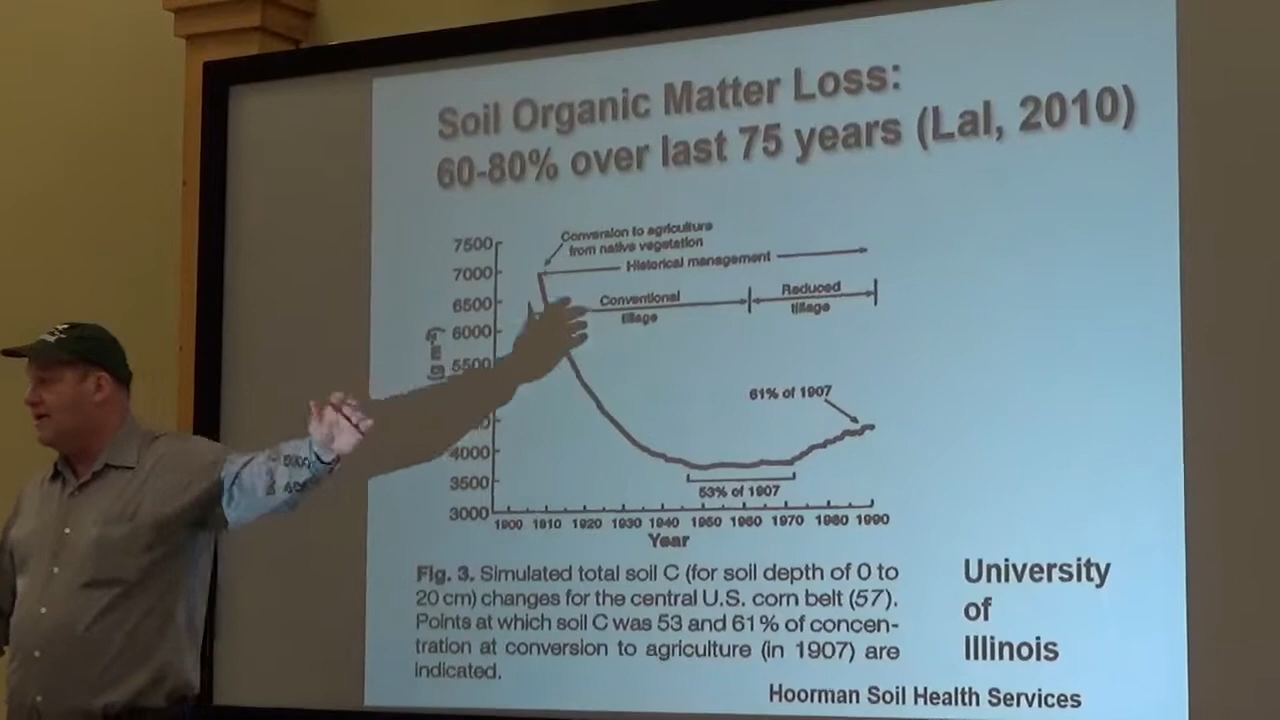 Soil Organic Matter Loss:
60-80% over last 75 years (Lal, 2010)
7500
7000
6500
6000
5500
4000
3500
3000
Conversion to agriculture
from native vegetation
Historical management
Conventional
tillage
Reduced
tillage
61% of 1907
53% of 1907
1900 1910 1920 1930 1940 1950 1960 1970 1980 1990
Year
Fig. 3. Simulated total soil C (for soil depth of 0 to
20 cm) changes for the central U.S. corn belt (57).
Points at which soil C was 53 and 61% of concen-
tration at conversion to agriculture (in 1907) are
indicated.
University
of
Illinois
Hoorman Soil Health Services